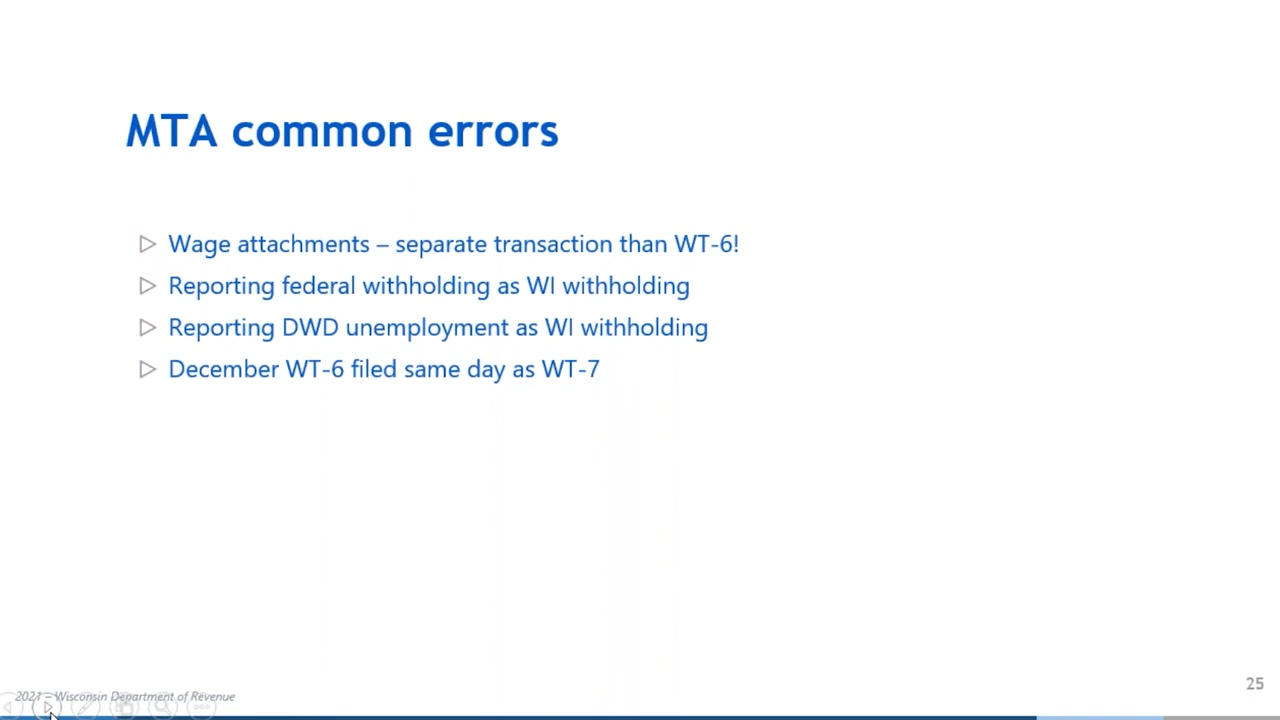 MTA common errors
Wage attachments – separate transaction than WT-6!
Reporting federal withholding as WI withholding
Reporting DWD unemployment as WI withholding
December WT-6 filed same day as WT-7
2021 – Wisconsin Department of Revenue
25